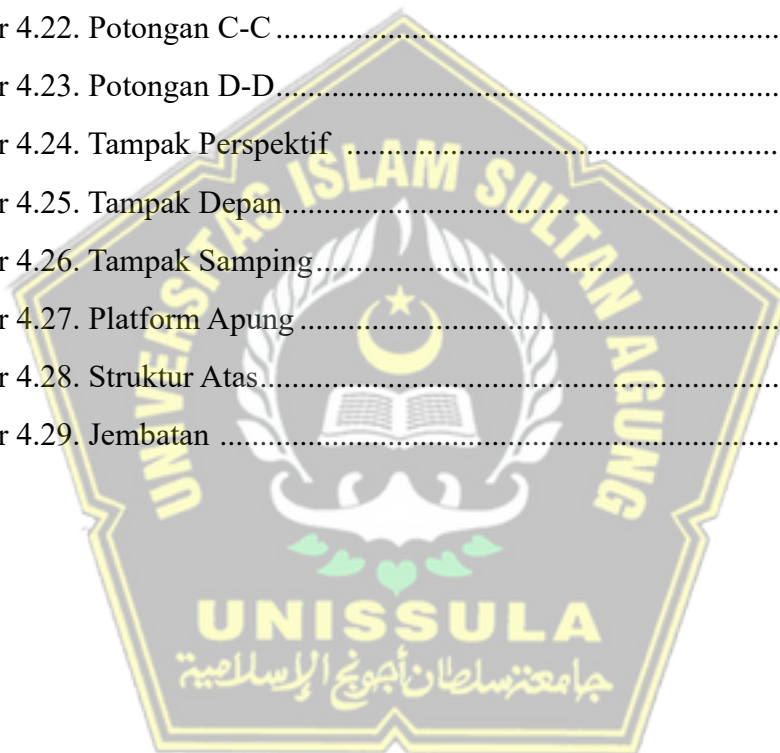 r 4.22. Potongan C-C ...............................................................
r 4.23. Potongan D-D...............................................................
r 4.24. Tampak Perspektif ......................................................
r 4.25. Tampak Depan..............................................................
r 4.26. Tampak Samping..........................................................
r 4.27. Platform Apung ............................................................
r 4.28. Struktur Atas.................................................................
r 4.29. Jembatan ......................................................................
UNIVERSITAS ISLAM SULTAN AGUNG
UNISSULA
جامعة سلطان أجونج الإسلامية